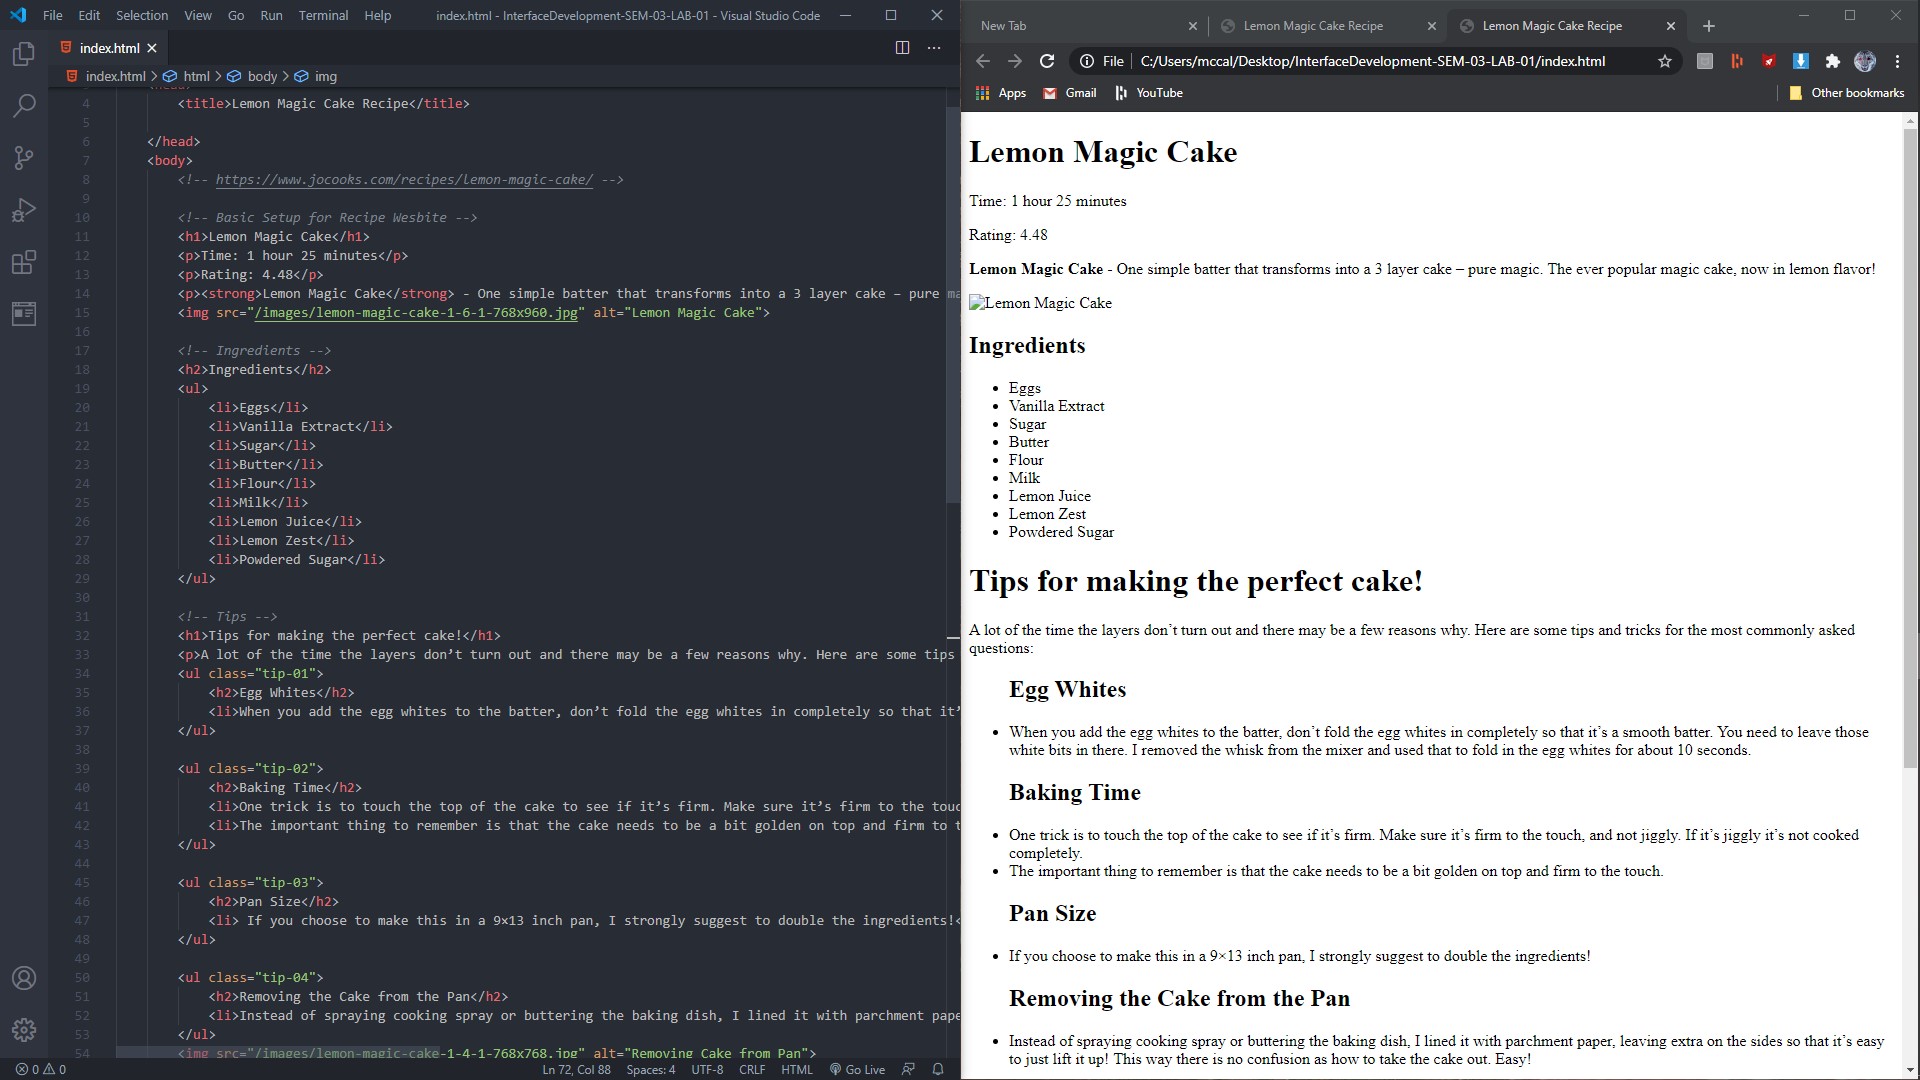 File Edit Selection View Go Run Terminal Help
index.html - InterfaceDevelopment-SEM-03-LAB-01 - Visual Studio Code
index.html
index.html > html > body > img
4 <title>Lemon Magic Cake Recipe</title>
5
6 </head>
7 <body>
8 <!-- https://www.jocooks.com/recipes/lemon-magic-cake/ -->
9
10 <!-- Basic Setup for Recipe Wesbite -->
11 <h1>Lemon Magic Cake</h1>
12 <p>Time: 1 hour 25 minutes</p>
13 <p>Rating: 4.48</p>
14 <p><strong>Lemon Magic Cake</strong> - One simple batter that transforms into a 3 layer cake – pure ma
15 <img src="/images/lemon-magic-cake-1-6-1-768x960.jpg" alt="Lemon Magic Cake">
16
17 <!-- Ingredients -->
18 <h2>Ingredients</h2>
19 <ul>
20 <li>Eggs</li>
21 <li>Vanilla Extract</li>
22 <li>Sugar</li>
23 <li>Butter</li>
24 <li>Flour</li>
25 <li>Milk</li>
26 <li>Lemon Juice</li>
27 <li>Lemon Zest</li>
28 <li>Powdered Sugar</li>
29 </ul>
30
31 <!-- Tips -->
32 <h1>Tips for making the perfect cake!</h1>
33 <p>A lot of the time the layers don’t turn out and there may be a few reasons why. Here are some tips
34 <ul class="tip-01">
35 <h2>Egg Whites</h2>
36 <li>When you add the egg whites to the batter, don’t fold the egg whites in completely so that it’
37 </ul>
38
39 <ul class="tip-02">
40 <h2>Baking Time</h2>
41 <li>One trick is to touch the top of the cake to see if it’s firm. Make sure it’s firm to the touc
42 <li>The important thing to remember is that the cake needs to be a bit golden on top and firm to t
43 </ul>
44
45 <ul class="tip-03">
46 <h2>Pan Size</h2>
47 <li> If you choose to make this in a 9×13 inch pan, I strongly suggest to double the ingredients!<
48 </ul>
49
50 <ul class="tip-04">
51 <h2>Removing the Cake from the Pan</h2>
52 <li>Instead of spraying cooking spray or buttering the baking dish, I lined it with parchment pape
53 </ul>
54 <img src="/images/lemon-magic-cake-1-4-1-768x768.jpg" alt="Removing Cake from Pan">
0 0 Ln 72, Col 88 Spaces: 4 UTF-8 CRLF HTML Go Live
New Tab Lemon Magic Cake Recipe Lemon Magic Cake Recipe
File C:/Users/mccal/Desktop/InterfaceDevelopment-SEM-03-LAB-01/index.html
Apps Gmail YouTube Other bookmarks
Lemon Magic Cake
Time: 1 hour 25 minutes
Rating: 4.48
Lemon Magic Cake - One simple batter that transforms into a 3 layer cake – pure magic. The ever popular magic cake, now in lemon flavor!
Lemon Magic Cake
Ingredients
Eggs
Vanilla Extract
Sugar
Butter
Flour
Milk
Lemon Juice
Lemon Zest
Powdered Sugar
Tips for making the perfect cake!
A lot of the time the layers don’t turn out and there may be a few reasons why. Here are some tips and tricks for the most commonly asked
questions:
Egg Whites
When you add the egg whites to the batter, don’t fold the egg whites in completely so that it’s a smooth batter. You need to leave those
white bits in there. I removed the whisk from the mixer and used that to fold in the egg whites for about 10 seconds.
Baking Time
One trick is to touch the top of the cake to see if it’s firm. Make sure it’s firm to the touch, and not jiggly. If it’s jiggly it’s not cooked
completely.
The important thing to remember is that the cake needs to be a bit golden on top and firm to the touch.
Pan Size
If you choose to make this in a 9×13 inch pan, I strongly suggest to double the ingredients!
Removing the Cake from the Pan
Instead of spraying cooking spray or buttering the baking dish, I lined it with parchment paper, leaving extra on the sides so that it’s easy
to just lift it up! This way there is no confusion as how to take the cake out. Easy!